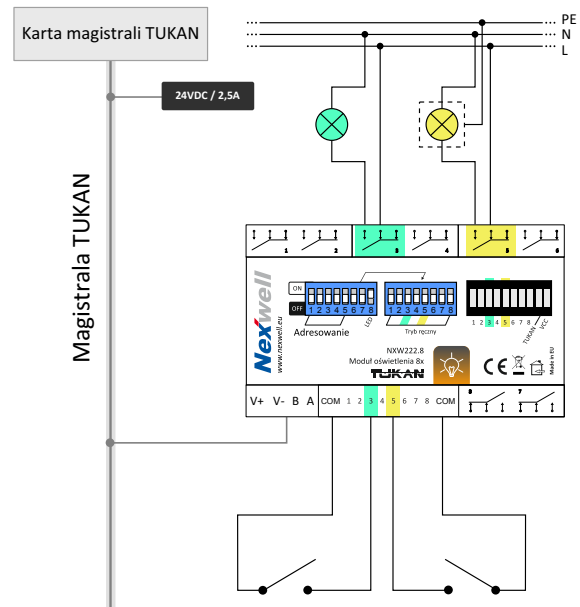 Karta magistrali TUKAN
PE
N
L
24VDC / 2,5A
Magistrala TUKAN
1 2 3 4 5 6
Nexwell
www.nexwell.eu
ON
OFF
1 2 3 4 5 6 7 8
LED
1 2 3 4 5 6 7 8
Adresowanie
Tryb ręczny
1 2 3 4 5 6 7 8
TUKAN
VCC
NXW222.8
Moduł oświetlenia 8x
TUKAN
CE
Made in EU
V+ V- B A COM 1 2 3 4 5 6 7 8 COM
8 7